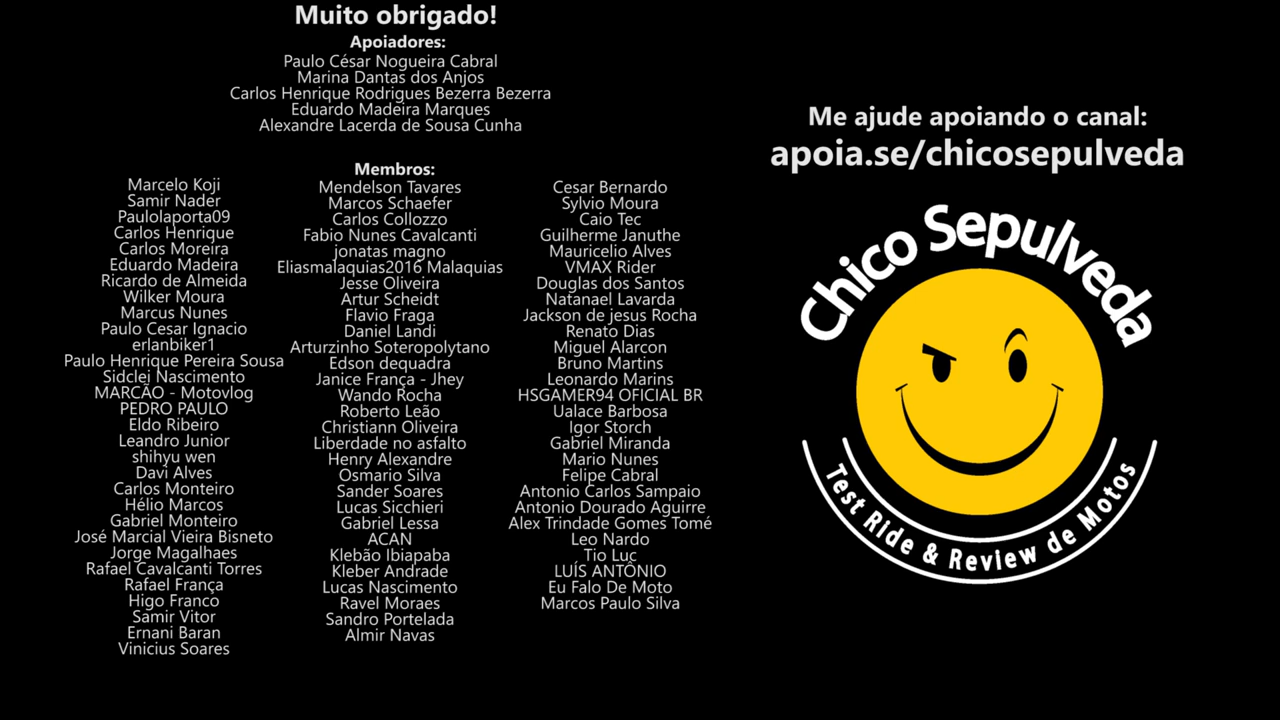 Muito obrigado!
Apoiadores:
Paulo César Nogueira Cabral
Marina Dantas dos Anjos
Carlos Henrique Rodrigues Bezerra Bezerra
Eduardo Madeira Marques
Alexandre Lacerda de Sousa Cunha
Membros:
Marcelo Koji
Samir Nader
Paulolaporta09
Carlos Henrique
Carlos Moreira
Eduardo Madeira
Ricardo de Almeida
Wilker Moura
Marcus Nunes
Paulo Cesar Ignacio
erlanbiker1
Paulo Henrique Pereira Sousa
Sidclei Nascimento
MARCÃO - Motovlog
PEDRO PAULO
Eldo Ribeiro
Leandro Junior
shihyu wen
Davi Alves
Carlos Monteiro
Hélio Marcos
Gabriel Monteiro
José Marcial Vieira Bisneto
Jorge Magalhaes
Rafael Cavalcanti Torres
Rafael França
Higo Franco
Samir Vitor
Ernani Baran
Vinicius Soares
Mendelson Tavares
Marcos Schaefer
Carlos Collozzo
Fabio Nunes Cavalcanti
jonatas magno
Eliasmalaquias2016 Malaquias
Jesse Oliveira
Artur Scheidt
Flavio Fraga
Daniel Landi
Arturzinho Soteropolytano
Edson dequadra
Janice França - Jhey
Wando Rocha
Roberto Leão
Christiann Oliveira
Liberdade no asfalto
Henry Alexandre
Osmario Silva
Sander Soares
Lucas Sicchieri
Gabriel Lessa
ACAN
Klebão Ibiapaba
Kleber Andrade
Lucas Nascimento
Ravel Moraes
Sandro Portelada
Almir Navas
Cesar Bernardo
Sylvio Moura
Caio Tec
Guilherme Januthe
Mauricelio Alves
VMAX Rider
Douglas dos Santos
Natanael Lavarda
Jackson de jesus Rocha
Renato Dias
Miguel Alarcon
Bruno Martins
Leonardo Marins
HSGAMER94 OFICIAL BR
Ualace Barbosa
Igor Storch
Gabriel Miranda
Mario Nunes
Felipe Cabral
Antonio Carlos Sampaio
Antonio Dourado Aguirre
Alex Trindade Gomes Tomé
Leo Nardo
Tio Luc
LUÍS ANTÔNIO
Eu Falo De Moto
Marcos Paulo Silva
Me ajude apoiando o canal:
apoia.se/chicosepulveda
Chico Sepulveda
Test Ride & Review de Motos